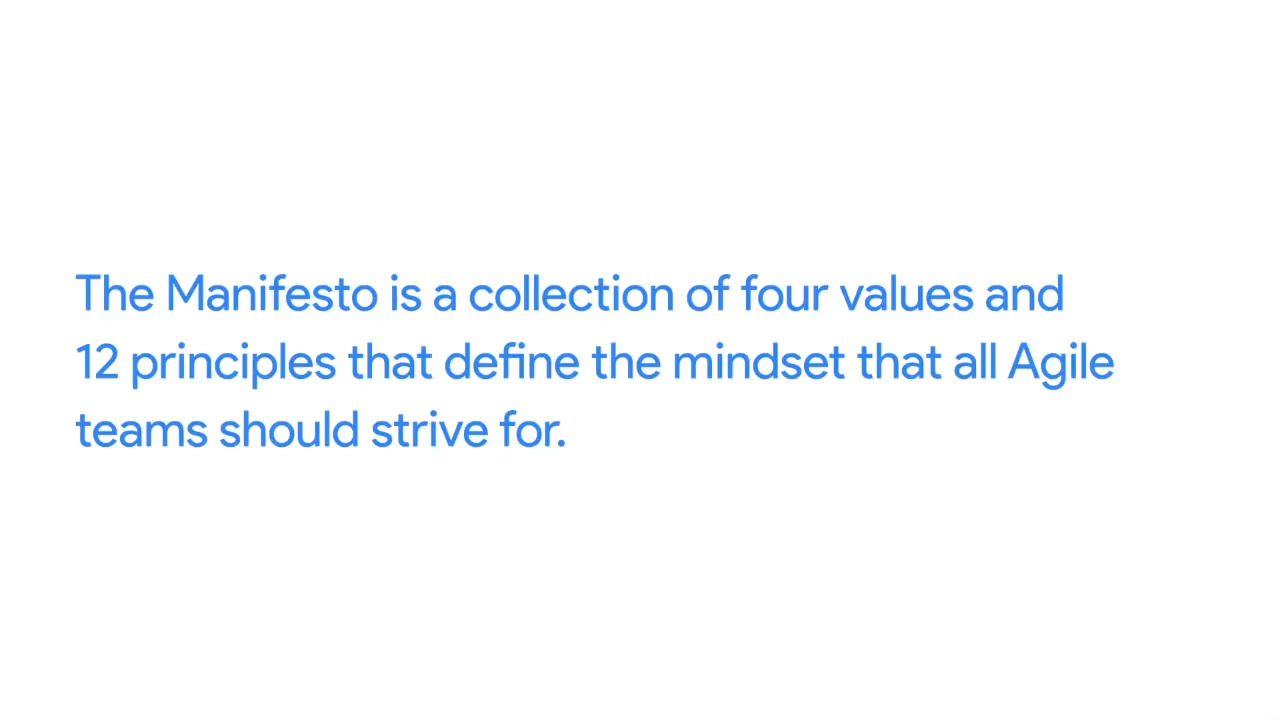 The Manifesto is a collection of four values and
12 principles that define the mindset that all Agile
teams should strive for.